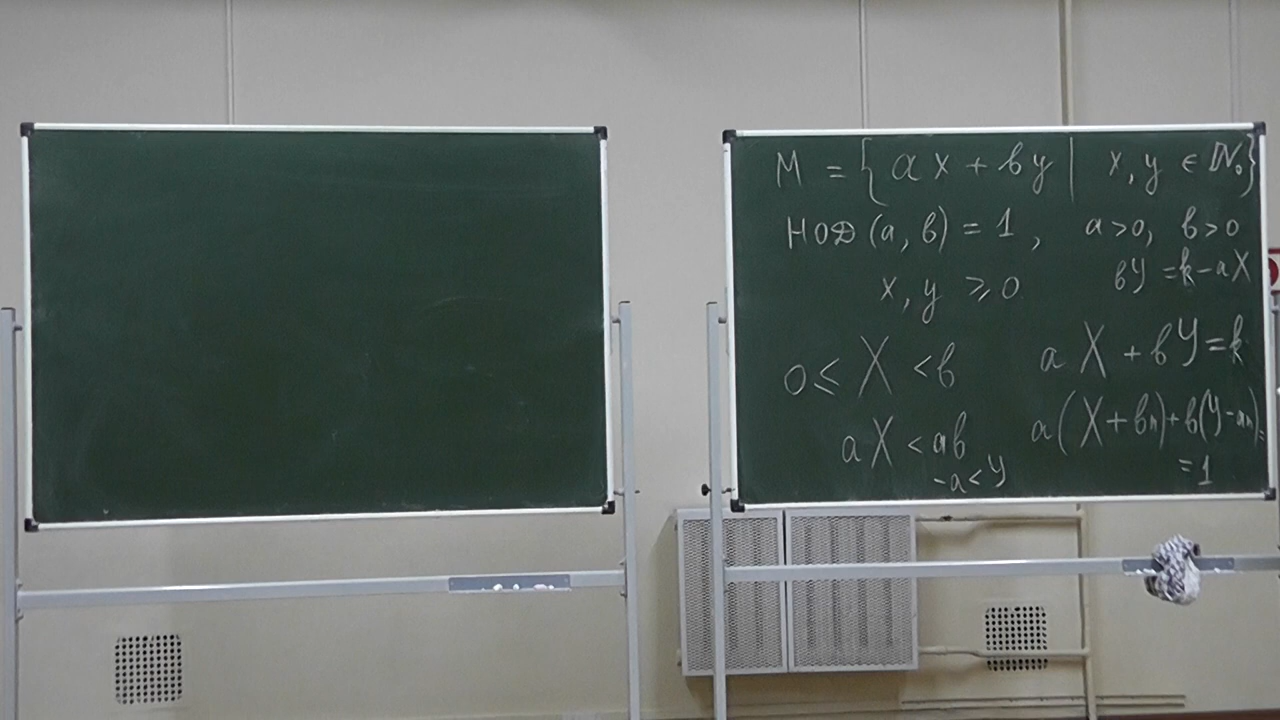 M = { ax + by | x, y ∈ ℕ₀}
НОД (a, b) = 1, a>0, b>0
bY = k - aX
x, y ⩾ 0
0 ≤ X < b
aX + bY = k
aX < ab
a(X + bn) + b(Y - an) =
= 1
-a < Y